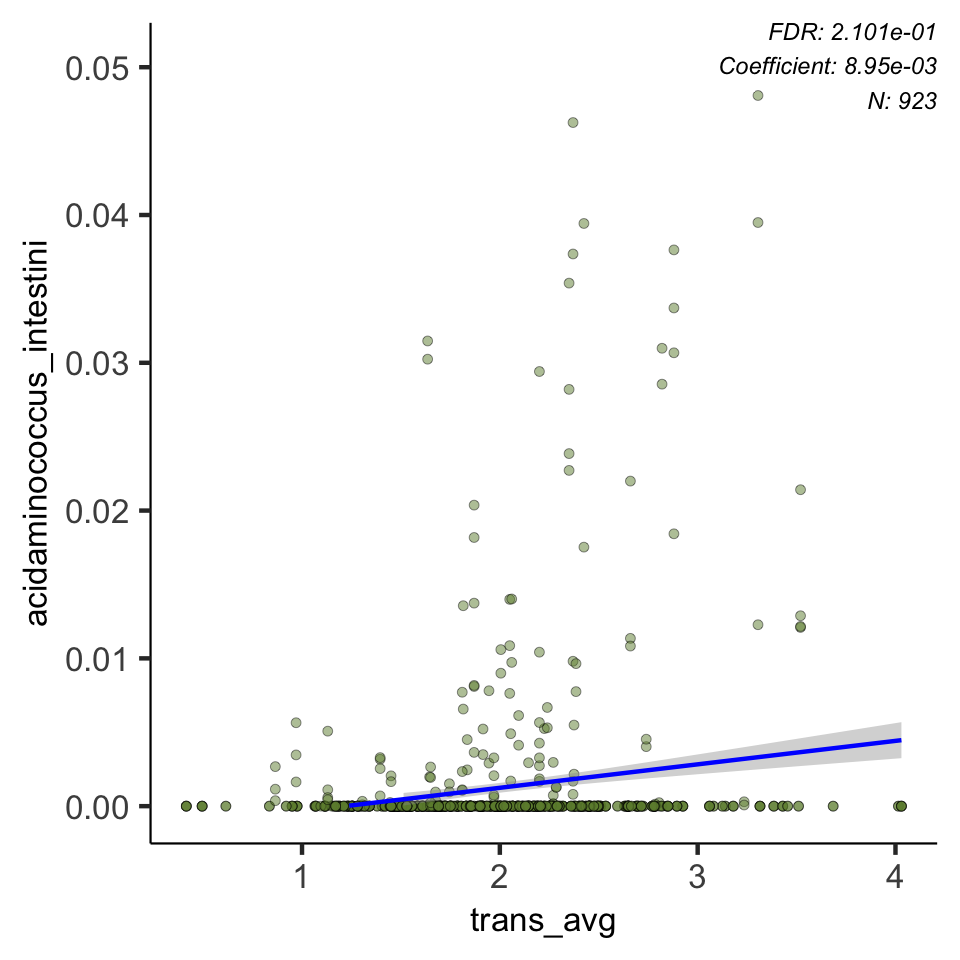 FDR: 2.101e-01
Coefficient: 8.95e-03
N: 923
0.05
0.04
0.03
0.02
0.01
0.00
acidaminococcus_intestini
1 2 3 4
trans_avg